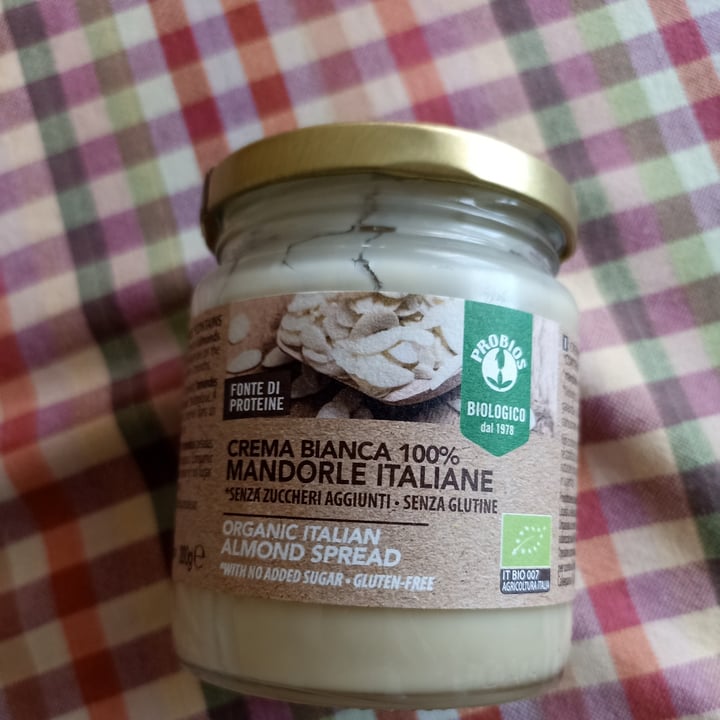 PROBIOS
BIOLOGICO
dal 1978
FONTE DI
PROTEINE
CREMA BIANCA 100%
MANDORLE ITALIANE
*SENZA ZUCCHERI AGGIUNTI • SENZA GLUTINE
ORGANIC ITALIAN
ALMOND SPREAD
*WITH NO ADDED SUGAR • GLUTEN-FREE
IT BIO 007
AGRICOLTURA ITALIA